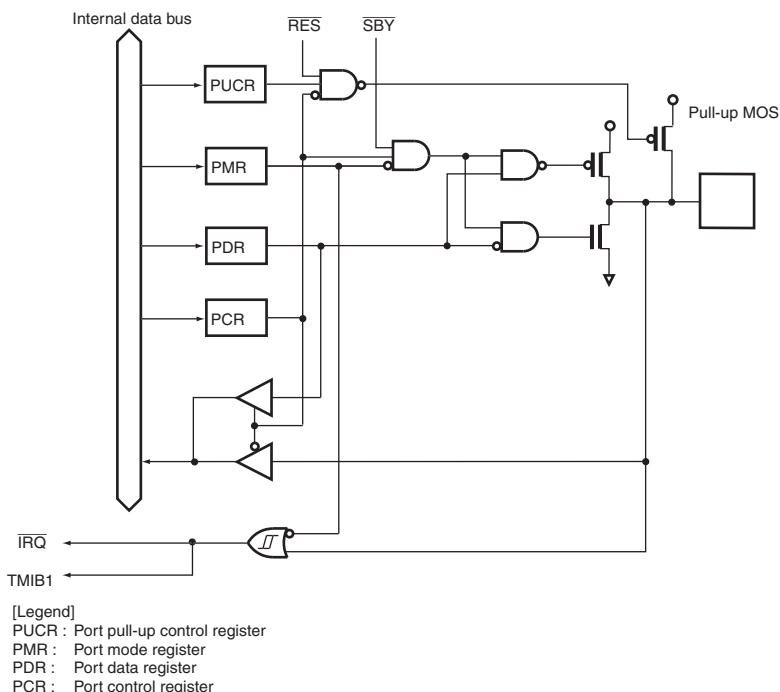 Internal data bus
RES
SBY
PUCR
Pull-up MOS
PMR
PDR
PCR
IRQ
TMIB1
[Legend]
PUCR : Port pull-up control register
PMR : Port mode register
PDR : Port data register
PCR : Port control register